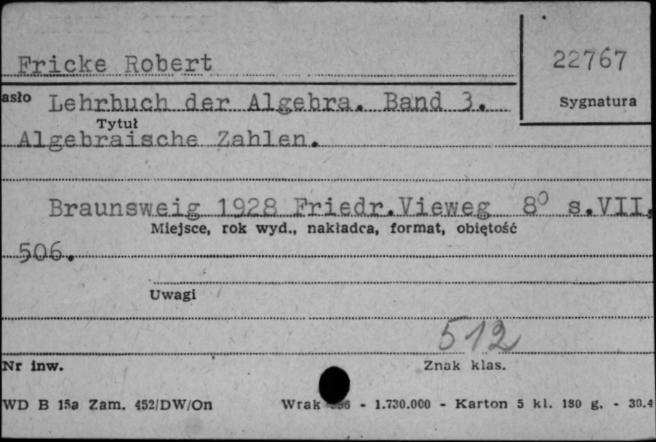 Fricke Robert
22767
asło Lehrbuch der Algebra. Band 3.
Sygnatura
Tytuł
Algebraische Zahlen.
Braunsweig 1928 Friedr.Vieweg 8⁰ s.VII,
Miejsce, rok wyd., nakładca, format, obiętość
506.
Uwagi
512
Nr inw.
Znak klas.
WD B 15a Zam. 452/DW/On Wrak - 1.730.000 - Karton 5 kl. 180 g. - 30.4